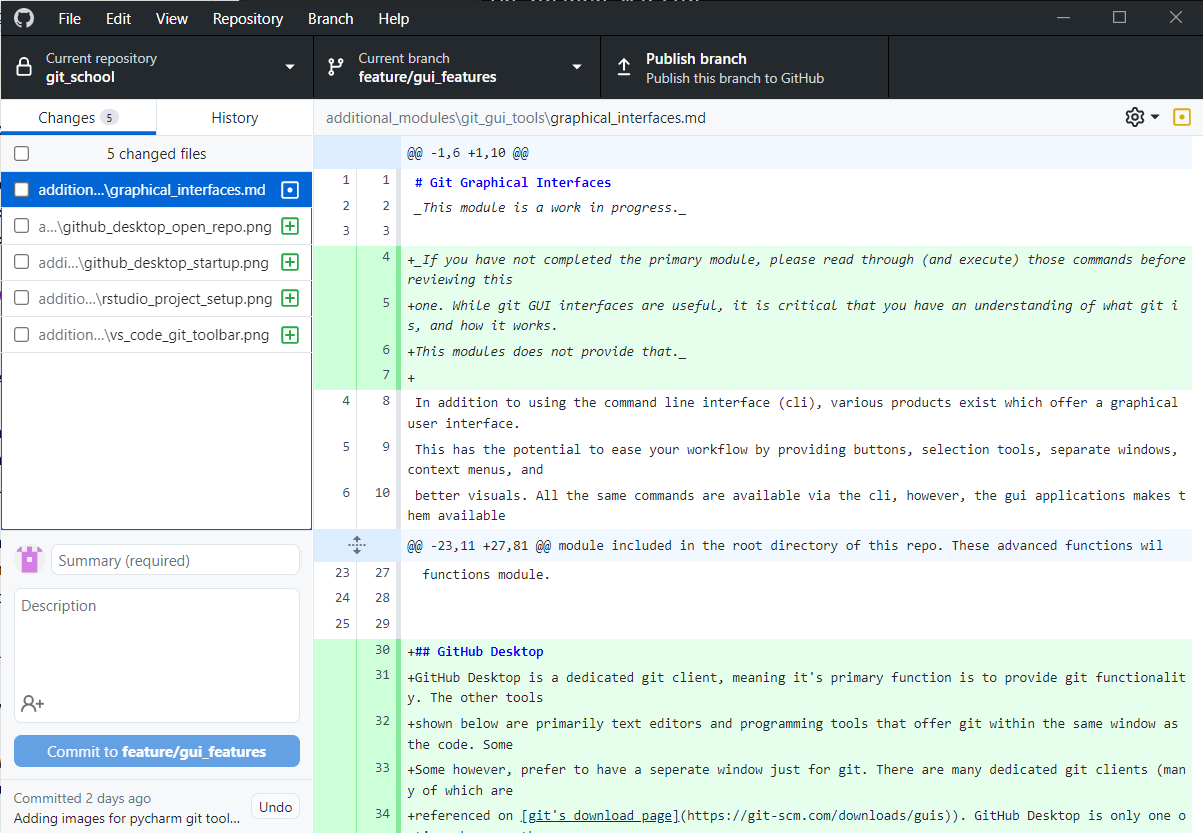 File Edit View Repository Branch Help
Current repository
git_school
Current branch
feature/gui_features
Publish branch
Publish this branch to GitHub
Changes 5 History
additional_modules\git_gui_tools\graphical_interfaces.md
5 changed files
addition...\graphical_interfaces.md
a...\github_desktop_open_repo.png
addi...\github_desktop_startup.png
additio...\rstudio_project_setup.png
addition...\vs_code_git_toolbar.png
Summary (required)
Description
Commit to feature/gui_features
Committed 2 days ago
Adding images for pycharm git tool...
Undo
@@ -1,6 +1,10 @@
1 1 # Git Graphical Interfaces
2 2 _This module is a work in progress._
3 3
4 +_If you have not completed the primary module, please read through (and execute) those commands before
reviewing this
5 +one. While git GUI interfaces are useful, it is critical that you have an understanding of what git i
s, and how it works.
6 +This modules does not provide that._
7 +
4 8 In addition to using the command line interface (cli), various products exist which offer a graphical
user interface.
5 9 This has the potential to ease your workflow by providing buttons, selection tools, separate windows,
context menus, and
6 10 better visuals. All the same commands are available via the cli, however, the gui applications makes t
hem available
@@ -23,11 +27,81 @@ module included in the root directory of this repo. These advanced functions wil
23 27 functions module.
24 28
25 29
30 +## GitHub Desktop
31 +GitHub Desktop is a dedicated git client, meaning it's primary function is to provide git functionalit
y. The other tools
32 +shown below are primarily text editors and programming tools that offer git within the same window as
the code. Some
33 +Some however, prefer to have a seperate window just for git. There are many dedicated git clients (man
y of which are
34 +referenced on [git's download page](https://git-scm.com/downloads/guis)). GitHub Desktop is only one o